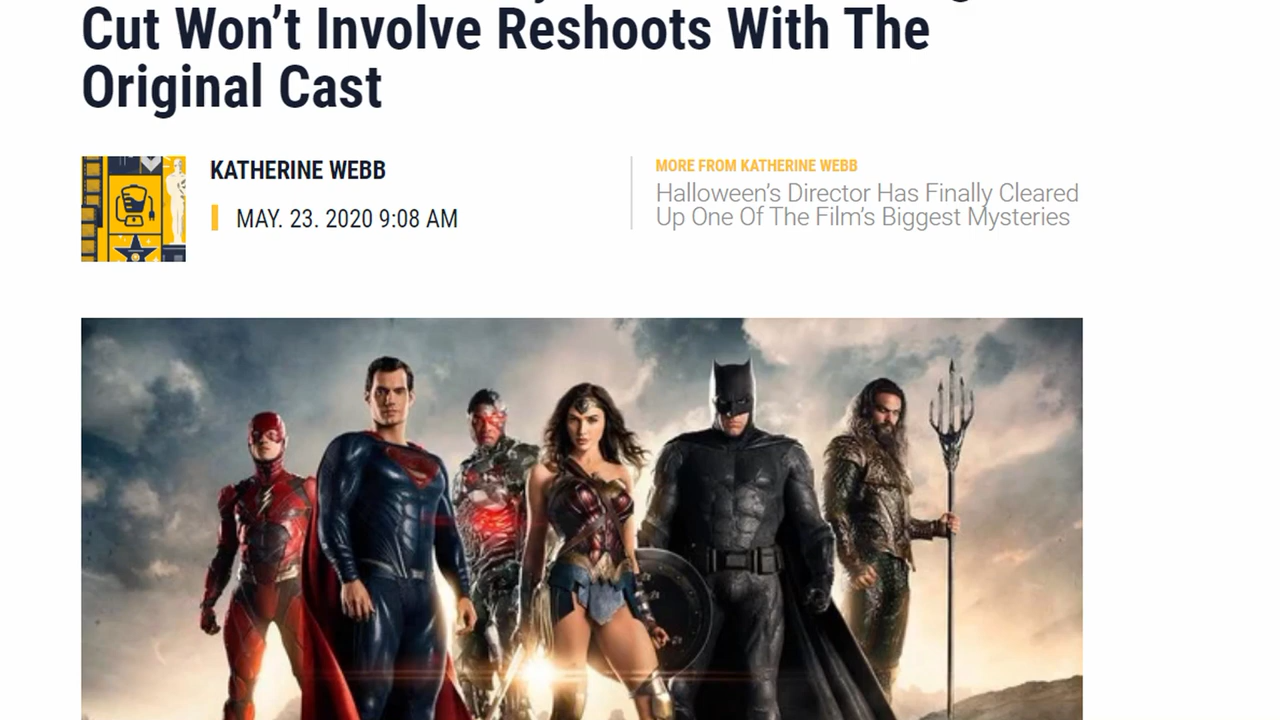 Cut Won’t Involve Reshoots With The
Original Cast
KATHERINE WEBB
MAY. 23. 2020 9:08 AM
MORE FROM KATHERINE WEBB
Halloween’s Director Has Finally Cleared
Up One Of The Film’s Biggest Mysteries